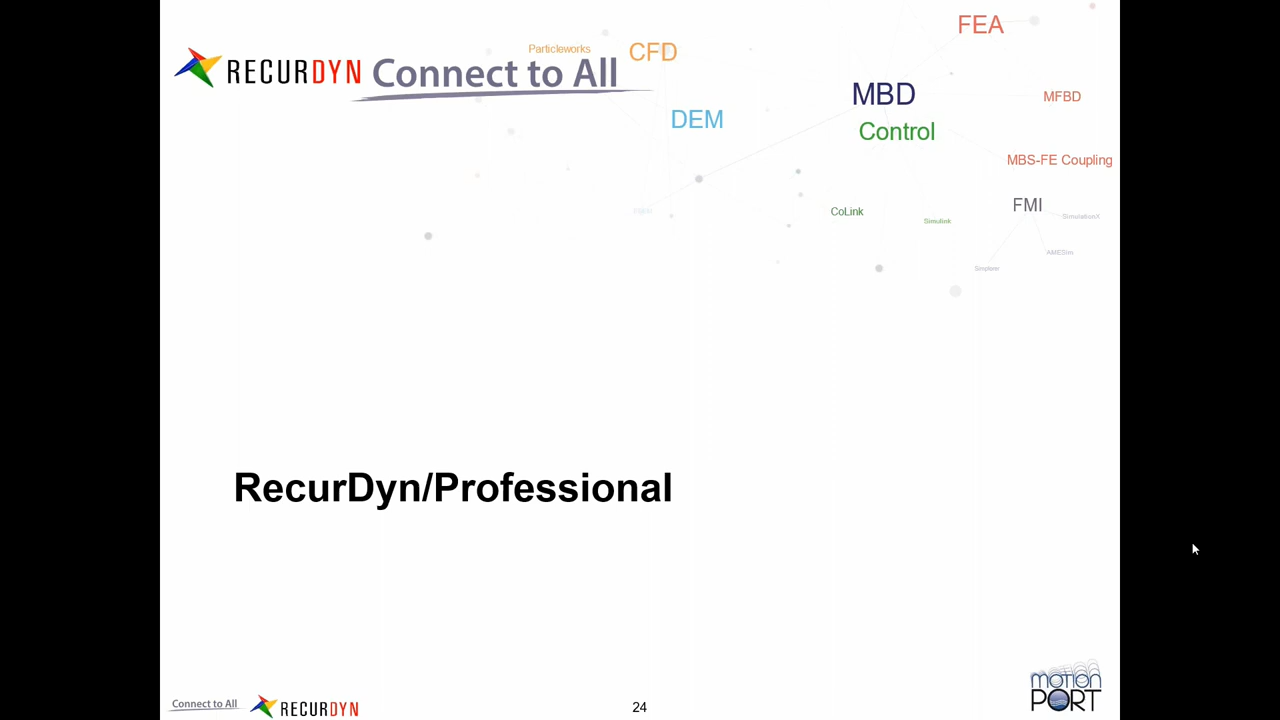 FEA
Particleworks
CFD
RECURDYN Connect to All
MBD
MFBD
DEM
Control
MBS-FE Coupling
FMI
CoLink
SimulationX
Simulink
AMESim
Simplorer
RecurDyn/Professional
Connect to All
RECURDYN
24
motion
PORT